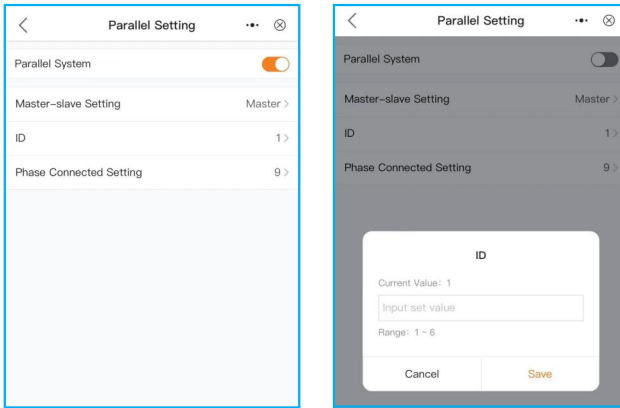 Parallel Setting
Parallel System
Master-slave Setting Master >
ID 1 >
Phase Connected Setting 9 >
Parallel Setting
Parallel System
Master-slave Setting Master >
ID 1 >
Phase Connected Setting 9 >
ID
Current Value: 1
Input set value
Range: 1 ~ 6
Cancel Save